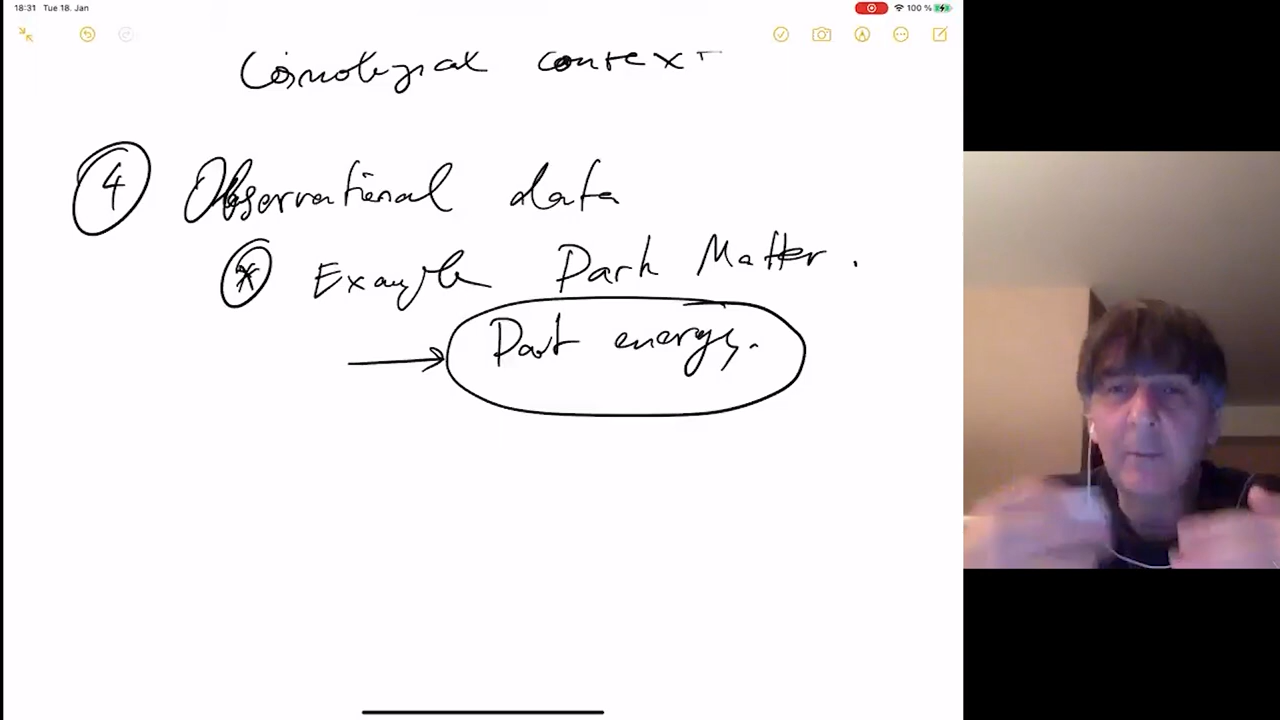 18:31 Tue 18. Jan 100 %
Cosmological context
4 Observational data
* Example Dark Matter.
→ Dark energy.